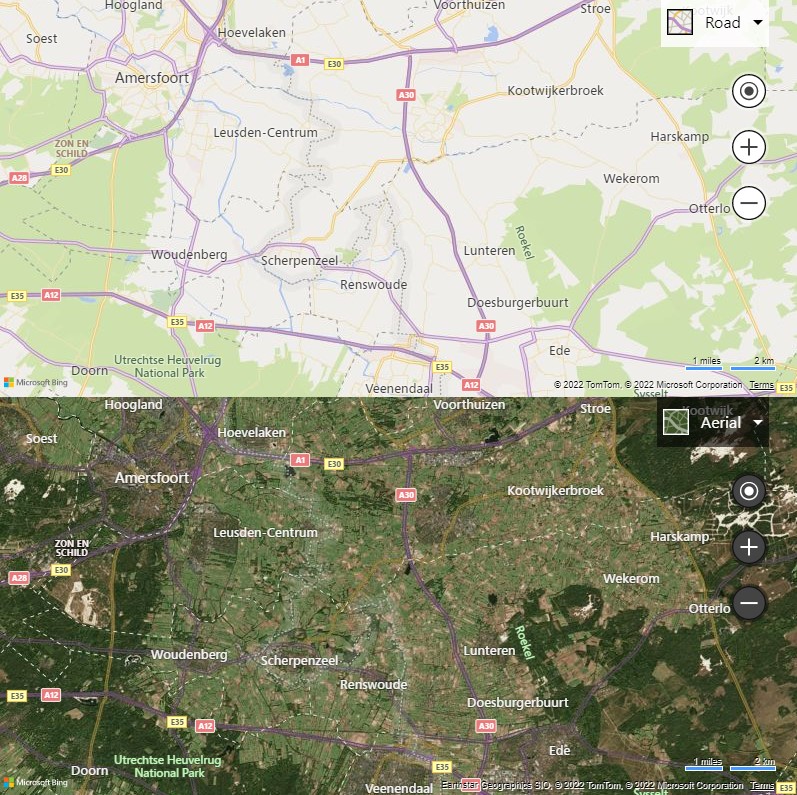 Hoogland
Voorthuizen
Stroe
Soest
Hoevelaken
Road
A1
E30
Amersfoort
A30
Kootwijkerbroek
Leusden-Centrum
Harskamp
ZON EN
SCHILD
E30
A28
Wekerom
Otterlo
Roekel
Woudenberg
Scherpenzeel
Lunteren
Renswoude
E35
A12
Doesburgerbuurt
E35
A12
A30
Ede
Utrechtse Heuvelrug
National Park
Doorn
E35
1 miles
2 km
Microsoft Bing
Veenendaal
A12
© 2022 TomTom, © 2022 Microsoft Corporation
Terms
E35
Sysselt
Hoogland
Voorthuizen
Stroe
Soest
Hoevelaken
Aerial
A1
E30
Amersfoort
A30
Kootwijkerbroek
Leusden-Centrum
Harskamp
ZON EN
SCHILD
E30
A28
Wekerom
Otterlo
Roekel
Woudenberg
Scherpenzeel
Lunteren
Renswoude
E35
A12
Doesburgerbuurt
E35
A12
A30
Ede
Utrechtse Heuvelrug
National Park
Doorn
E35
1 miles
2 km
Microsoft Bing
Veenendaal
Earthstar Geographics SIO, © 2022 TomTom, © 2022 Microsoft Corporation
Terms
E35